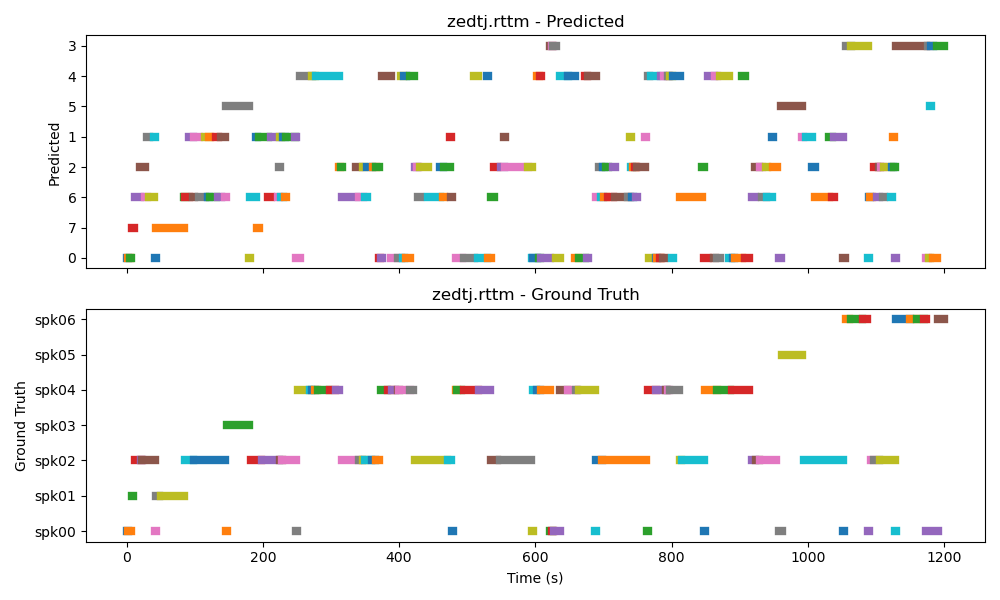 zedtj.rttm - Predicted
3
4
5
1
2
6
7
0
Predicted
zedtj.rttm - Ground Truth
spk06
spk05
spk04
spk03
spk02
spk01
spk00
Ground Truth
0 200 400 600 800 1000 1200
Time (s)